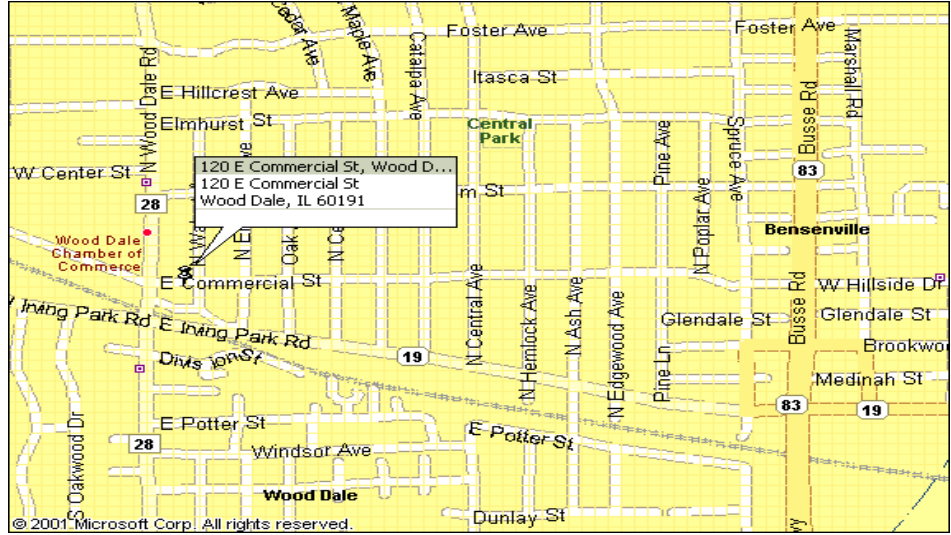 Cedar Ave
Maple Ave
Catalpa Ave
Foster Ave
Foster Ave
Marshall Rd
Itasca St
N Wood Dale Rd
E Hillcrest Ave
Busse Rd
Elmhurst St
Central
Park
Pine Ave
Spruce Ave
W Center St
83
120 E Commercial St, Wood D...
120 E Commercial St
Wood Dale, IL 60191
m St
28
N Poplar Ave
Bensenville
Wood Dale
Chamber of
Commerce
Oak
E Commercial St
W Hillside Dr
Irving Park Rd
E Irving Park Rd
N Central Ave
N Hemlock Ave
N Ash Ave
N Edgewood Ave
Pine Ln
Glendale St
Busse Rd
Glendale St
Division St
19
Brookwo
Medinah St
83
19
S Oakwood Dr
E Potter St
28
Windsor Ave
E Potter St
Wood Dale
Dunlay St
© 2001 Microsoft Corp. All rights reserved.